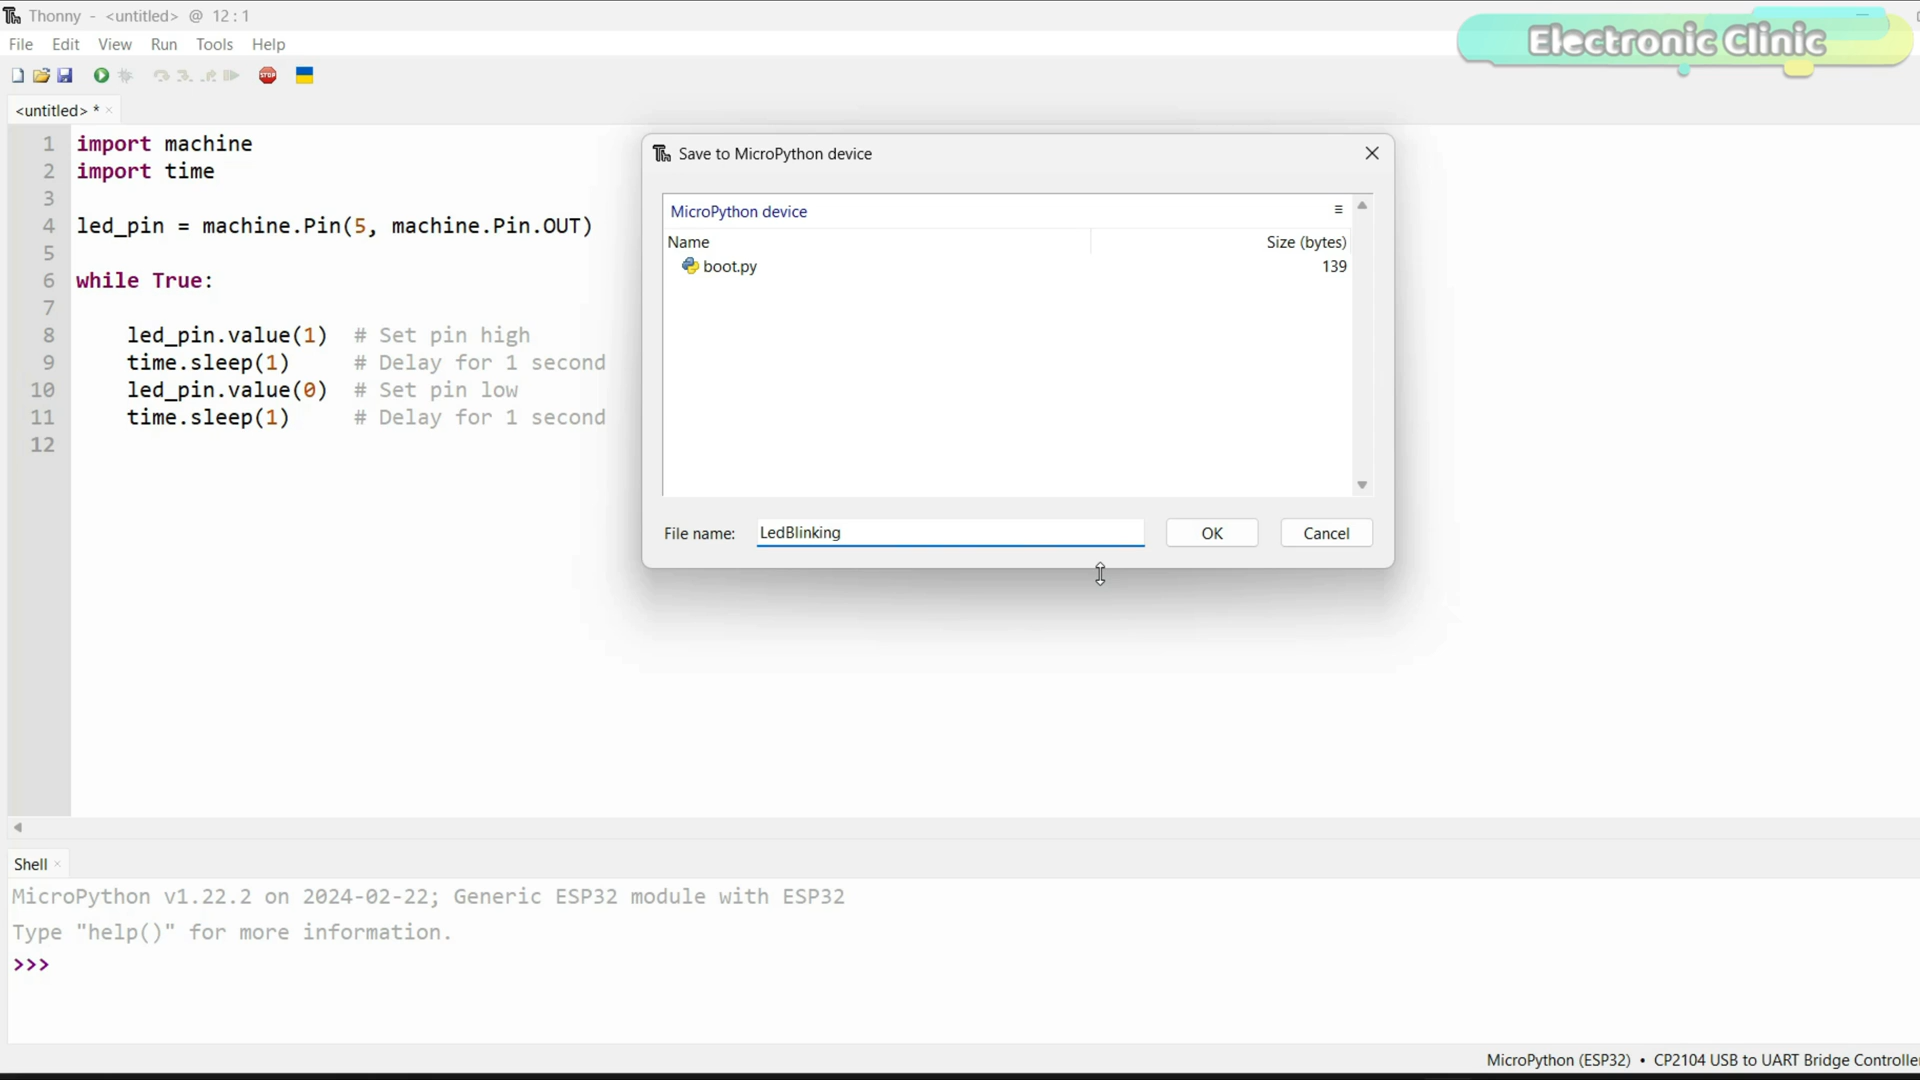 Thonny - <untitled> @ 12:1
Electronic Clinic
File Edit View Run Tools Help
STOP
<untitled> *
1 import machine
2 import time
3
4 led_pin = machine.Pin(5, machine.Pin.OUT)
5
6 while True:
7
8 led_pin.value(1) # Set pin high
9 time.sleep(1) # Delay for 1 second
10 led_pin.value(0) # Set pin low
11 time.sleep(1) # Delay for 1 second
12
Save to MicroPython device
MicroPython device
Name Size (bytes)
boot.py 139
File name: LedBlinking OK Cancel
Shell
MicroPython v1.22.2 on 2024-02-22; Generic ESP32 module with ESP32
Type "help()" for more information.
>>>
MicroPython (ESP32) • CP2104 USB to UART Bridge Controlle